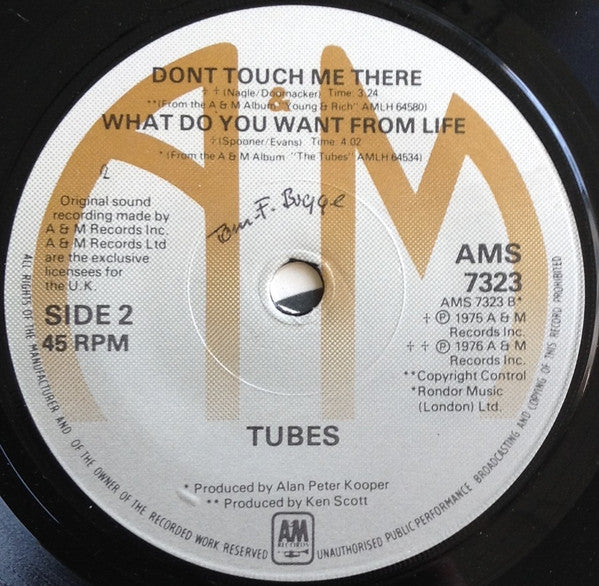 DONT TOUCH ME THERE
‡ (Nagle/Dournacker) Time: 3.24
**(From the A & M Album "Young & Rich" AMLH 64580)
&
WHAT DO YOU WANT FROM LIFE
† (Spooner/Evans) Time: 4.02
*(From the A & M Album "The Tubes" AMLH 64534)
Original sound
recording made by
A & M Records Inc.
A & M Records Ltd
are the exclusive
licensees for the
U.K.
SIDE 2
45 RPM
AMS
7323
AMS 7323 B*
† ℗ 1975 A & M
Records Inc.
†† ℗ 1976 A & M
Records Inc.
**Copyright Control
*Rondor Music
(London) Ltd.
TUBES
* Produced by Alan Peter Kooper
** Produced by Ken Scott
AM
RECORDS
ALL RIGHTS OF THE MANUFACTURER AND OF THE OWNER OF THE RECORDED WORK RESERVED
UNAUTHORISED PUBLIC PERFORMANCE BROADCASTING AND COPYING OF THIS RECORD PROHIBITED